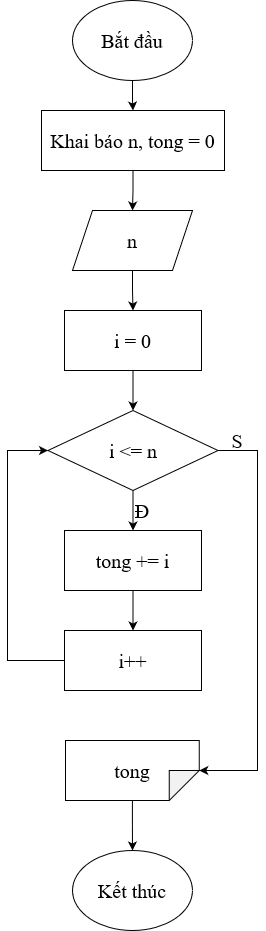 Bắt đầu
Khai báo n, tong = 0
n
i = 0
i <= n
S
Đ
tong += i
i++
tong
Kết thúc